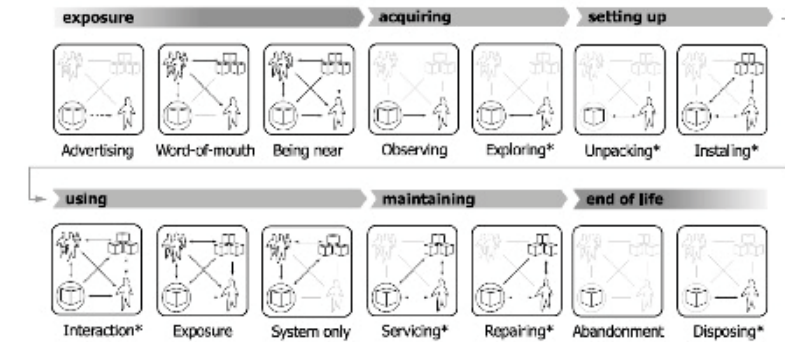 exposure acquiring setting up
Advertising Word-of-mouth Being near Observing Exploring* Unpacking* Instaling*
using maintaining end of life
Interaction* Exposure System only Servicing* Repairing* Abandonment Disposing*